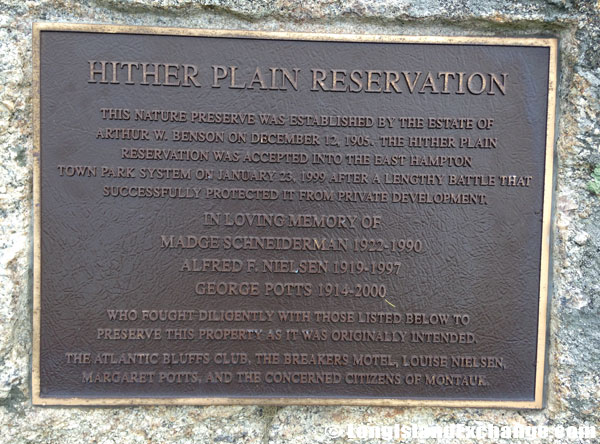 HITHER PLAIN RESERVATION
THIS NATURE PRESERVE WAS ESTABLISHED BY THE ESTATE OF
ARTHUR W. BENSON ON DECEMBER 12, 1905. THE HITHER PLAIN
RESERVATION WAS ACCEPTED INTO THE EAST HAMPTON
TOWN PARK SYSTEM ON JANUARY 23, 1999 AFTER A LENGTHY BATTLE THAT
SUCCESSFULLY PROTECTED IT FROM PRIVATE DEVELOPMENT.
IN LOVING MEMORY OF
MADGE SCHNEIDERMAN 1922-1990
ALFRED F. NIELSEN 1919-1997
GEORGE POTTS 1914-2000
WHO FOUGHT DILIGENTLY WITH THOSE LISTED BELOW TO
PRESERVE THIS PROPERTY AS IT WAS ORIGINALLY INTENDED.
THE ATLANTIC BLUFFS CLUB, THE BREAKERS MOTEL, LOUISE NIELSEN,
MARGARET POTTS, AND THE CONCERNED CITIZENS OF MONTAUK.
© LongIslandExchange.com